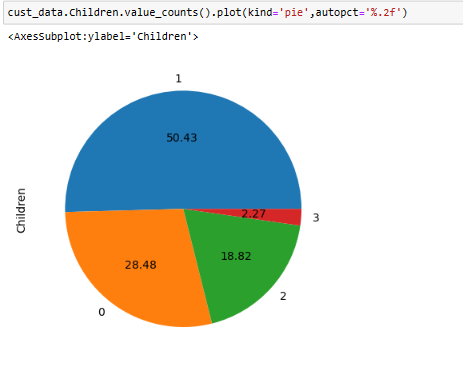 cust_data.Children.value_counts().plot(kind='pie',autopct='%.2f')
<AxesSubplot:ylabel='Children'>
1
50.43
Children
2.27
3
28.48
18.82
2
0